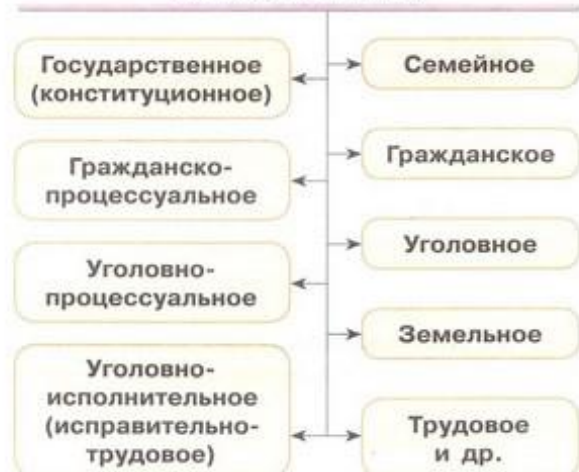 Государственное
(конституционное)
Гражданско-
процессуальное
Уголовно-
процессуальное
Уголовно-
исполнительное
(исправительно-
трудовое)
Семейное
Гражданское
Уголовное
Земельное
Трудовое
и др.